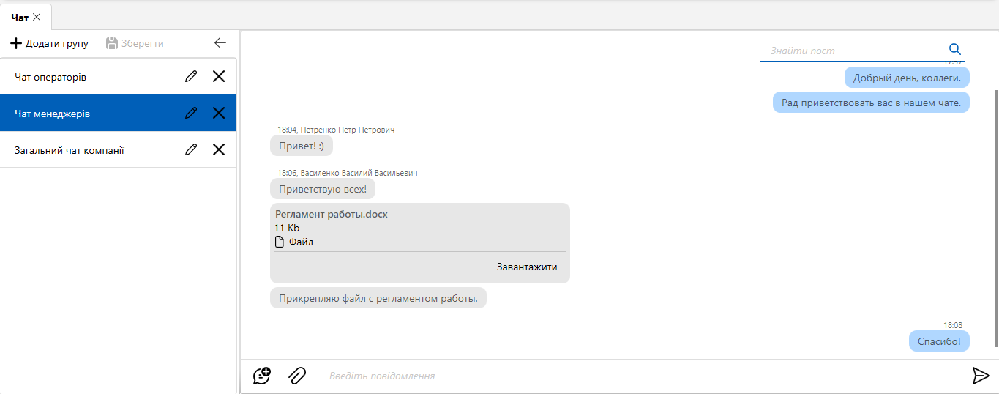 Чат
Додати групу
Зберегти
Чат операторів
Чат менеджерів
Загальний чат компанії
Знайти пост
17:57
Добрый день, коллеги.
Рад приветствовать вас в нашем чате.
18:04, Петренко Петр Петрович
Привет! :)
18:06, Василенко Василий Васильевич
Приветствую всех!
Регламент работы.docx
11 Kb
Файл
Завантажити
Прикрепляю файл с регламентом работы.
18:08
Спасибо!
Введіть повідомлення